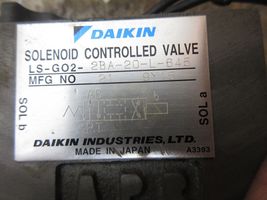 DAIKIN
SOLENOID CONTROLLED VALVE
LS-G02-2BA-20-L-646
MFG NO
SOL b
SOL a
DAIKIN INDUSTRIES, LTD.
MADE IN JAPAN
A3393